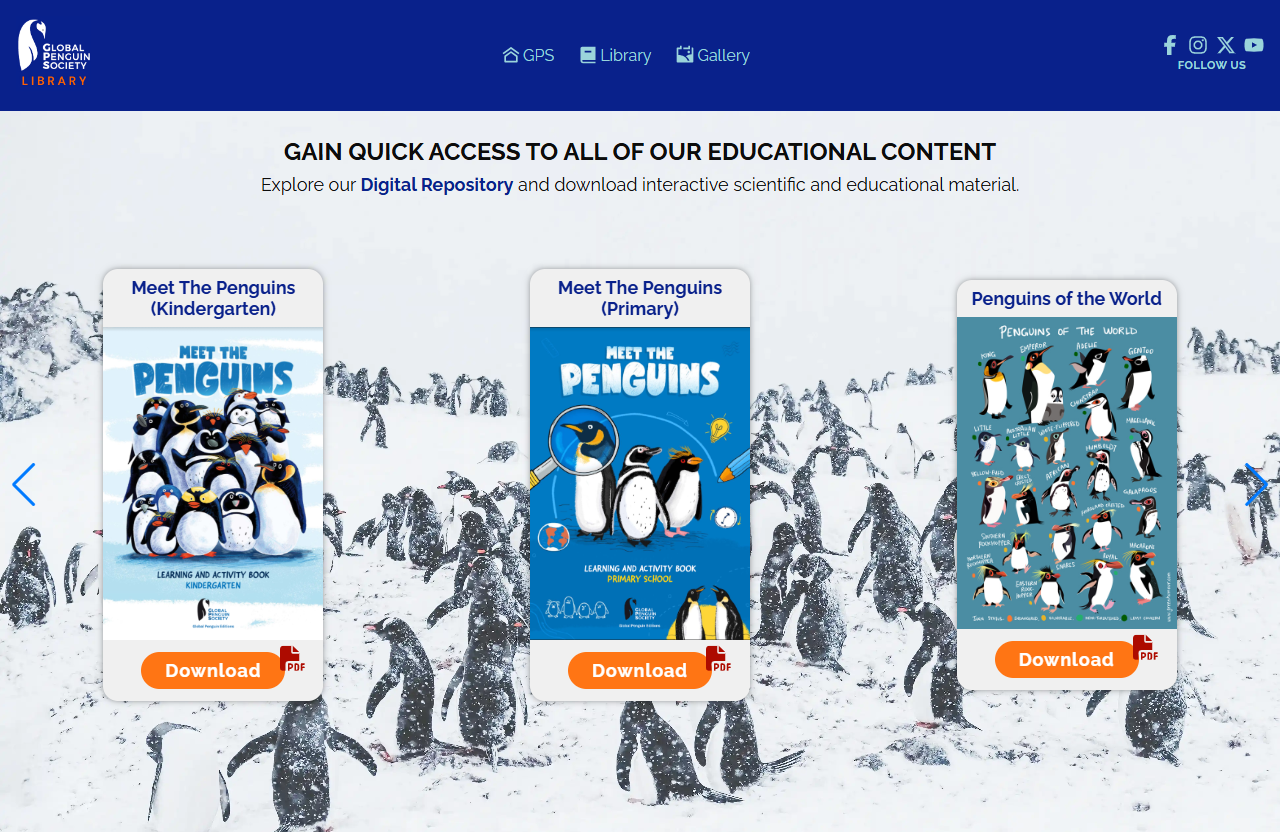 GLOBAL
PENGUIN
SOCIETY
LIBRARY
GPS
Library
Gallery
FOLLOW US
GAIN QUICK ACCESS TO ALL OF OUR EDUCATIONAL CONTENT
Explore our Digital Repository and download interactive scientific and educational material.
Meet The Penguins
(Kindergarten)
MEET THE
PENGUINS
LEARNING AND ACTIVITY BOOK
KINDERGARTEN
GLOBAL
PENGUIN
SOCIETY
Global Penguin Editions
Download
PDF
Meet The Penguins
(Primary)
MEET THE
PENGUINS
LEARNING AND ACTIVITY BOOK
PRIMARY SCHOOL
GLOBAL
PENGUIN
SOCIETY
Global Penguin Editions
Download
PDF
Penguins of the World
PENGUINS OF THE WORLD
KING
EMPEROR
ADELIE
GENTOO
CHINSTRAP
LITTLE
AUSTRALIAN
LITTLE
WHITE-FLIPPERED
HUMBOLDT
MAGELLANIC
YELLOW-EYED
AFRICAN
GALAPAGOS
SOUTHERN
ROCKHOPPER
NORTHERN
ROCKHOPPER
SNARES
ROYAL
MACARONI
EASTERN
ROCK
HOPPER
Download
PDF